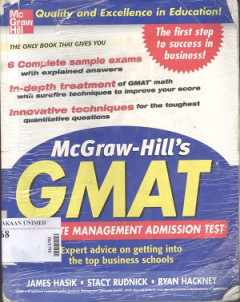 Mc
Graw
Hill
Quality and Excellence in Education!
THE ONLY BOOK THAT GIVES YOU
The first step
to success in
business!
6 Complete sample exams
with explained answers
In-depth treatment of GMAT* math
with surefire techniques to improve your score
Innovative techniques for the toughest
quantitative questions
McGraw-Hill's
GMAT
AKAAN UNIMED
TE MANAGEMENT ADMISSION TEST
Expert advice on getting into
the top business schools
JAMES HASIK • STACY RUDNICK • RYAN HACKNEY